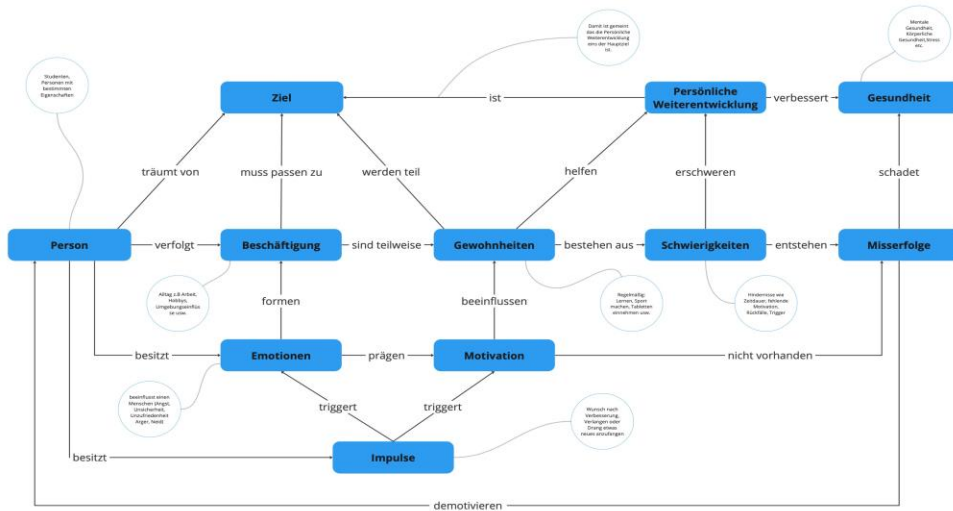 Damit ist gemeint
das die Persönliche
Weiterentwicklung
eins der Hauptziel
ist.
Mentale
Gesundheit,
Körperliche
Gesundheit,Stress
etc.
Studenten,
Personen mit
bestimmten
Eigenschaften
Ziel
ist
Persönliche
Weiterentwicklung
verbessert
Gesundheit
träumt von
muss passen zu
werden teil
helfen
erschweren
schadet
Person
verfolgt
Beschäftigung
sind teilweise
Gewohnheiten
bestehen aus
Schwierigkeiten
entstehen
Misserfolge
Alltag z.B Arbeit,
Hobbys,
Umgebungseinflüs
se usw.
formen
beeinflussen
Regelmäßig
Lernen, Sport
machen, Tabletten
einnehmen usw.
Hindernisse wie
Zeitdauer, fehlende
Motivation,
Rückfälle, Trigger
besitzt
Emotionen
prägen
Motivation
nicht vorhanden
beeinflusst einen
Menschen (Angst,
Unsicherheit,
Unzufriedenheit
Ärger, Neid)
triggert
triggert
Wunsch nach
Verbesserung,
Verlangen oder
Drang etwas
neues anzufangen
besitzt
Impulse
demotivieren